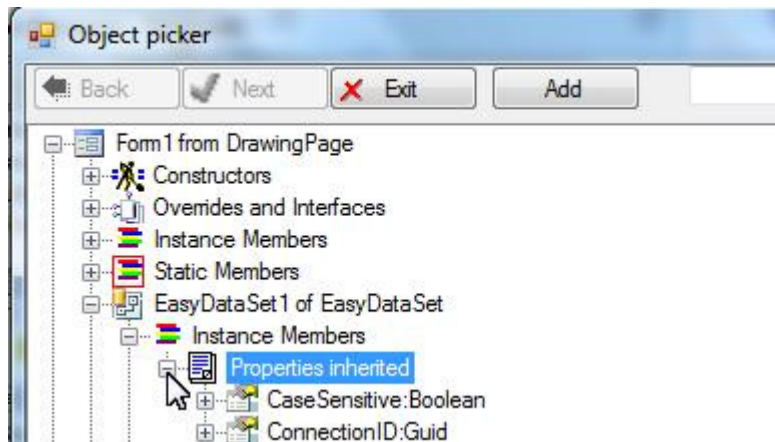 Object picker
Back Next Exit Add
Form1 from DrawingPage
Constructors
Overrides and Interfaces
Instance Members
Static Members
EasyDataSet1 of EasyDataSet
Instance Members
Properties inherited
CaseSensitive:Boolean
ConnectionID:Guid